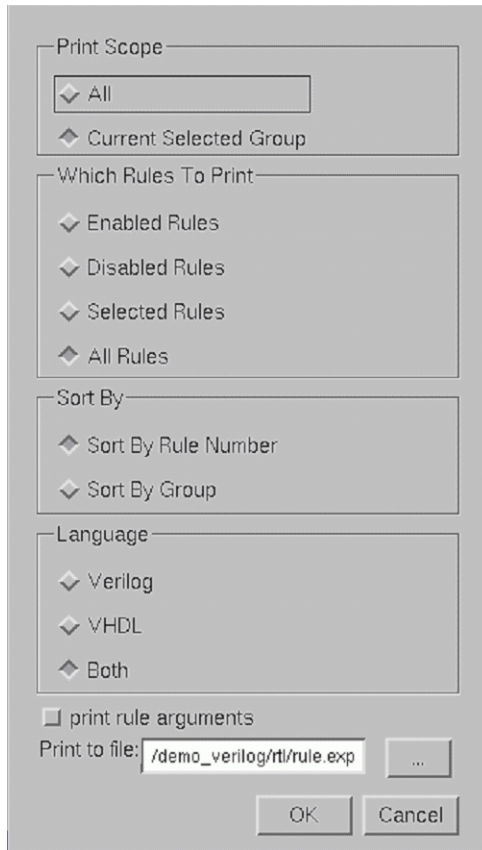 Print Scope
All
Current Selected Group
Which Rules To Print
Enabled Rules
Disabled Rules
Selected Rules
All Rules
Sort By
Sort By Rule Number
Sort By Group
Language
Verilog
VHDL
Both
print rule arguments
Print to file: /demo_verilog/rtl/rule.exp ...
OK Cancel